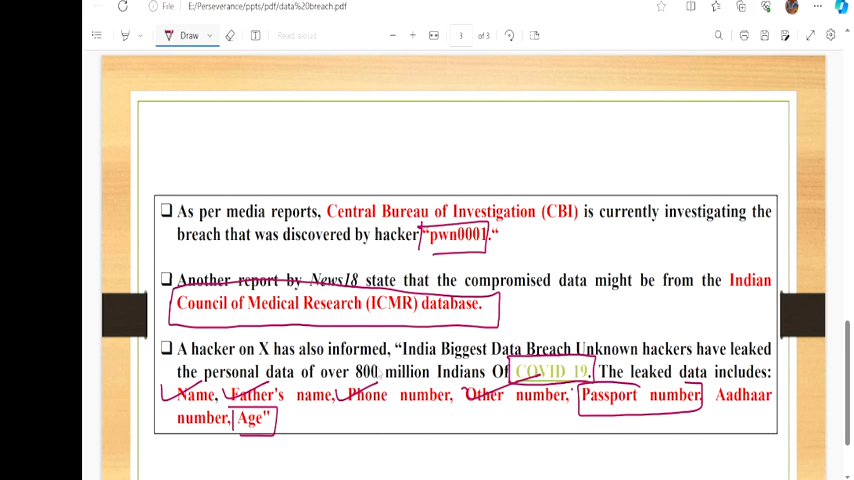 File
E:/Perseverance/ppts/pdf/data%20breach.pdf
Draw
Read aloud
3
of 3
As per media reports, Central Bureau of Investigation (CBI) is currently investigating the
breach that was discovered by hacker “pwn0001.“
Another report by News18 state that the compromised data might be from the Indian
Council of Medical Research (ICMR) database.
A hacker on X has also informed, “India Biggest Data Breach Unknown hackers have leaked
the personal data of over 800 million Indians Of COVID 19. The leaked data includes:
Name, Father's name, Phone number, Other number, Passport number, Aadhaar
number, Age"